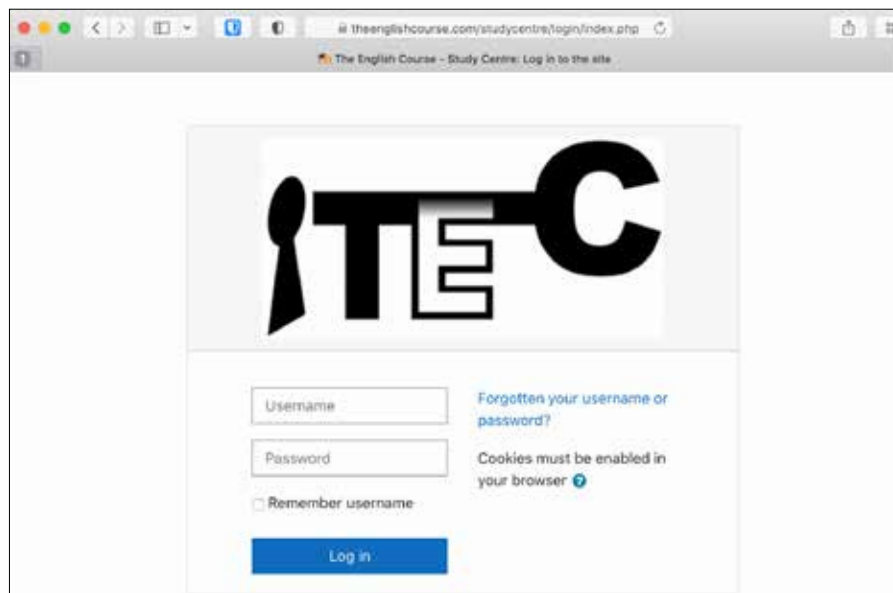 theenglishcourse.com/studycentre/login/index.php
The English Course - Study Centre: Log in to the site
TEC
Username
Password
Remember username
Log in
Forgotten your username or
password?
Cookies must be enabled in
your browser ?